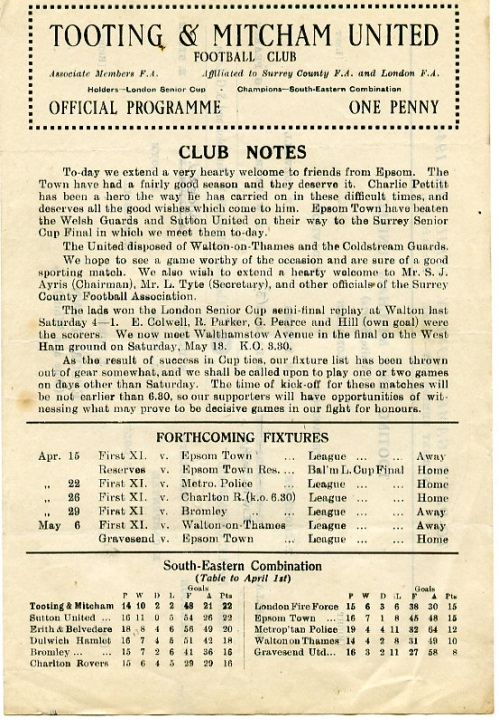 TOOTING & MITCHAM UNITED
FOOTBALL CLUB
Associate Members F.A. Affiliated to Surrey County F.A. and London F.A.
Holders—London Senior Cup · Champions—South-Eastern Combination
OFFICIAL PROGRAMME ONE PENNY
CLUB NOTES
To-day we extend a very hearty welcome to friends from Epsom. The
Town have had a fairly good season and they deserve it. Charlie Pettitt
has been a hero the way he has carried on in these difficult times, and
deserves all the good wishes which come to him. Epsom Town have beaten
the Welsh Guards and Sutton United on their way to the Surrey Senior
Cup Final in which we meet them to-day.
The United disposed of Walton-on-Thames and the Coldstream Guards.
We hope to see a game worthy of the occasion and are sure of a good
sporting match. We also wish to extend a hearty welcome to Mr. S. J.
Ayris (Chairman), Mr. L. Tyte (Secretary), and other officials of the Surrey
County Football Association.
The lads won the London Senior Cup semi-final replay at Walton last
Saturday 4—1. E. Colwell, R. Parker, G. Pearce and Hill (own goal) were
the scorers. We now meet Walthamstow Avenue in the final on the West
Ham ground on Saturday, May 13. K.O. 3.30.
As the result of success in Cup ties, our fixture list has been thrown
out of gear somewhat, and we shall be called upon to play one or two games
on days other than Saturday. The time of kick-off for these matches will
be not earlier than 6.30, so our supporters will have opportunities of wit-
nessing what may prove to be decisive games in our fight for honours.
FORTHCOMING FIXTURES
Apr. 15 First XI. v. Epsom Town ... League ... ... Away
Reserves v. Epsom Town Res. ... Bal'm L. Cup Final Home
„ 22 First XI. v. Metro. Police ... League ... ... Home
„ 26 First XI. v. Charlton R. (k.o. 6.30) League ... ... Home
„ 29 First XI. v. Bromley .. ... League ... ... Away
May 6 First XI. v. Walton-on-Thames League ... ... Away
Gravesend v. Epsom Town ... League ... ... Home
South-Eastern Combination
(Table to April 1st)
Goals
P W D L F A Pts
Tooting & Mitcham 14 10 2 2 48 21 22
Sutton United ... 16 11 0 5 54 26 22
Erith & Belvedere 18 8 4 6 56 49 20
Dulwich Hamlet 16 7 4 5 51 42 18
Bromley ... ... 15 7 2 6 41 36 16
Charlton Rovers 15 6 4 5 29 29 16
Goals
P W D L F A Pts
London Fire Force 15 6 3 6 38 30 15
Epsom Town ... 16 7 1 8 45 48 15
Metrop'tan Police 19 4 4 11 32 64 12
Walton on Thames 14 4 2 8 31 49 10
Gravesend Utd... 16 3 2 11 27 58 8